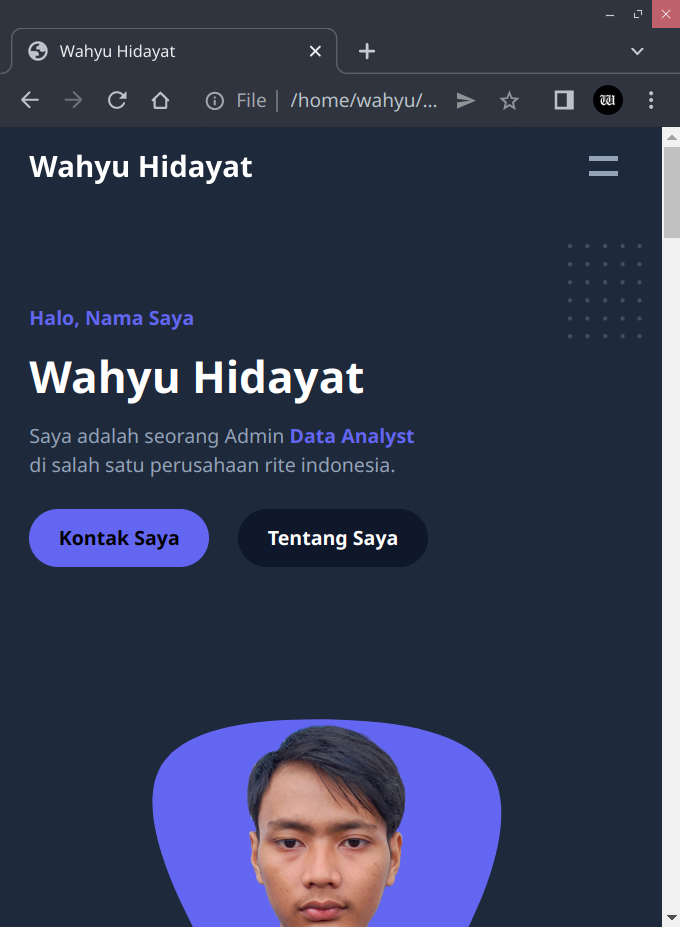 Wahyu Hidayat
File
/home/wahyu/...
Wahyu Hidayat
Halo, Nama Saya
Wahyu Hidayat
Saya adalah seorang Admin Data Analyst
di salah satu perusahaan rite indonesia.
Kontak Saya
Tentang Saya